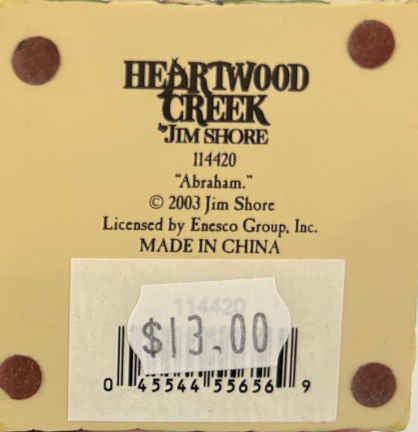 HEARTWOOD
CREEK
by JIM SHORE
114420
"Abraham."
© 2003 Jim Shore
Licensed by Enesco Group, Inc.
MADE IN CHINA
114420
$13.00
0 45544 55656 9